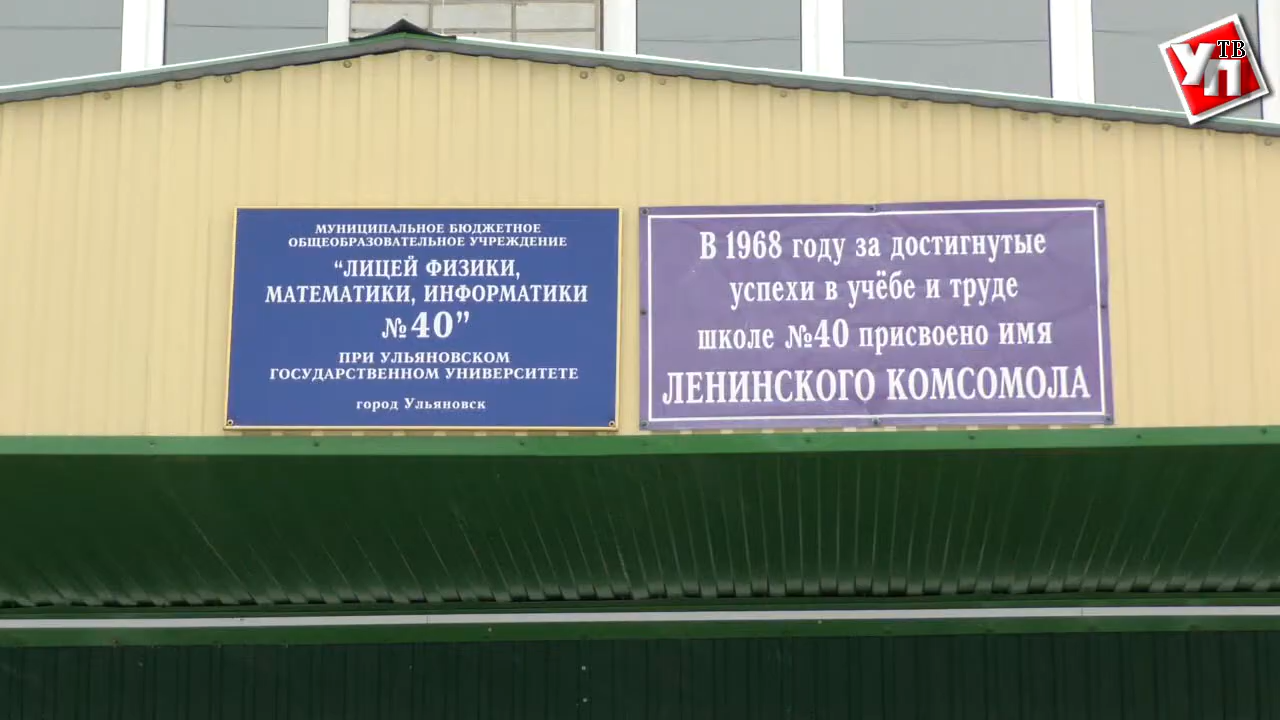 МУНИЦИПАЛЬНОЕ БЮДЖЕТНОЕ
ОБЩЕОБРАЗОВАТЕЛЬНОЕ УЧРЕЖДЕНИЕ
“ЛИЦЕЙ ФИЗИКИ,
МАТЕМАТИКИ, ИНФОРМАТИКИ
№40”
ПРИ УЛЬЯНОВСКОМ
ГОСУДАРСТВЕННОМ УНИВЕРСИТЕТЕ
город Ульяновск
В 1968 году за достигнутые
успехи в учёбе и труде
школе №40 присвоено имя
ЛЕНИНСКОГО КОМСОМОЛА
УП ТВ